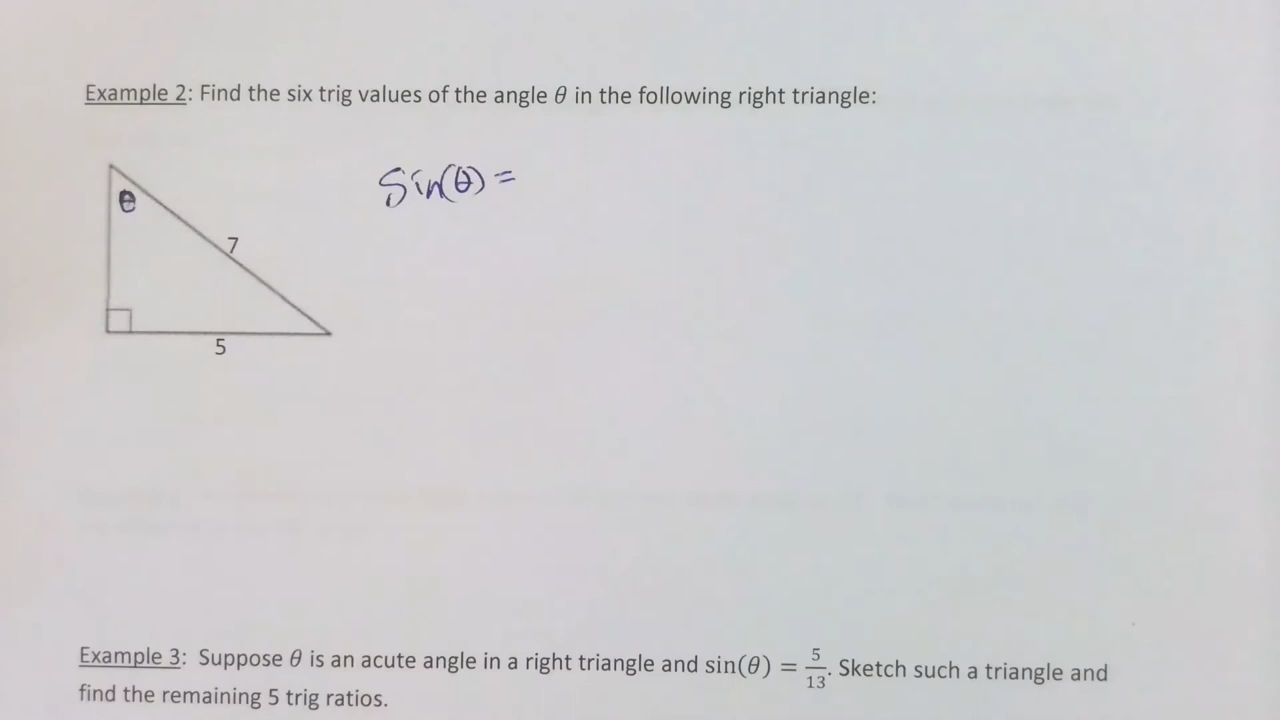 Example 2: Find the six trig values of the angle θ in the following right triangle:
Sin(θ) =
θ
7
5
Example 3: Suppose θ is an acute angle in a right triangle and sin(θ) = 5/13. Sketch such a triangle and
find the remaining 5 trig ratios.